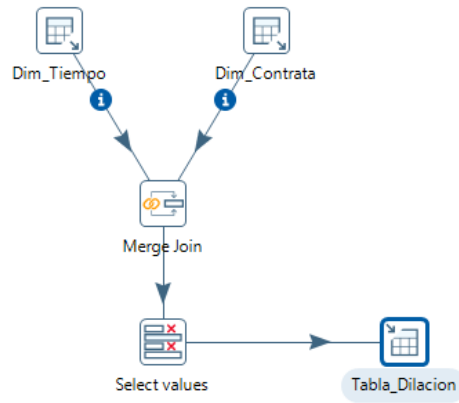 Dim_Tiempo
Dim_Contrata
i
i
Merge Join
Select values
Tabla_Dilacion